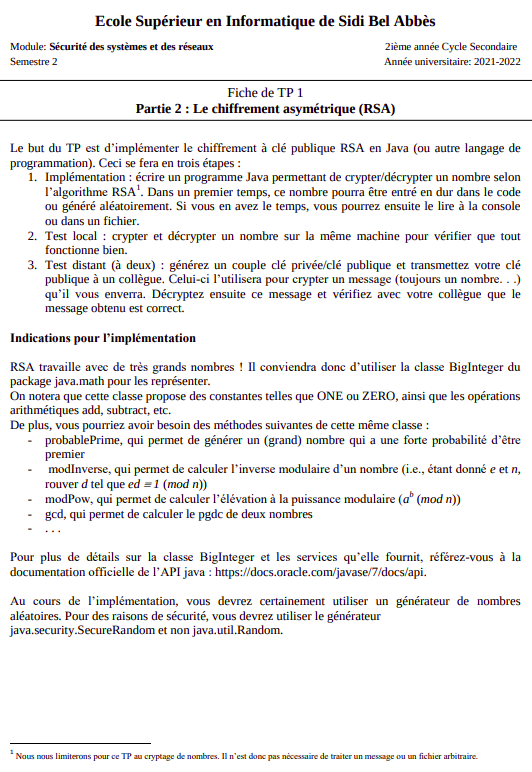 Ecole Supérieur en Informatique de Sidi Bel Abbès
Module: Sécurité des systèmes et des réseaux 2ième année Cycle Secondaire
Semestre 2 Année universitaire: 2021-2022
Fiche de TP 1
Partie 2 : Le chiffrement asymétrique (RSA)
Le but du TP est d'implémenter le chiffrement à clé publique RSA en Java (ou autre langage de
programmation). Ceci se fera en trois étapes :
1. Implémentation : écrire un programme Java permettant de crypter/décrypter un nombre selon
l'algorithme RSA1. Dans un premier temps, ce nombre pourra être entré en dur dans le code
ou généré aléatoirement. Si vous en avez le temps, vous pourrez ensuite le lire à la console
ou dans un fichier.
2. Test local : crypter et décrypter un nombre sur la même machine pour vérifier que tout
fonctionne bien.
3. Test distant (à deux) : générez un couple clé privée/clé publique et transmettez votre clé
publique à un collègue. Celui-ci l'utilisera pour crypter un message (toujours un nombre. . .)
qu'il vous enverra. Décryptez ensuite ce message et vérifiez avec votre collègue que le
message obtenu est correct.
Indications pour l'implémentation
RSA travaille avec de très grands nombres ! Il conviendra donc d'utiliser la classe BigInteger du
package java.math pour les représenter.
On notera que cette classe propose des constantes telles que ONE ou ZERO, ainsi que les opérations
arithmétiques add, subtract, etc.
De plus, vous pourriez avoir besoin des méthodes suivantes de cette même classe :
- probablePrime, qui permet de générer un (grand) nombre qui a une forte probabilité d'être
premier
- modInverse, qui permet de calculer l'inverse modulaire d'un nombre (i.e., étant donné e et n,
rouver d tel que ed ≡ 1 (mod n))
- modPow, qui permet de calculer l'élévation à la puissance modulaire (a^b (mod n))
- gcd, qui permet de calculer le pgdc de deux nombres
- . . .
Pour plus de détails sur la classe BigInteger et les services qu'elle fournit, référez-vous à la
documentation officielle de l'API java : https://docs.oracle.com/javase/7/docs/api.
Au cours de l'implémentation, vous devrez certainement utiliser un générateur de nombres
aléatoires. Pour des raisons de sécurité, vous devrez utiliser le générateur
java.security.SecureRandom et non java.util.Random.
1 Nous nous limiterons pour ce TP au cryptage de nombres. Il n'est donc pas nécessaire de traiter un message ou un fichier arbitraire.